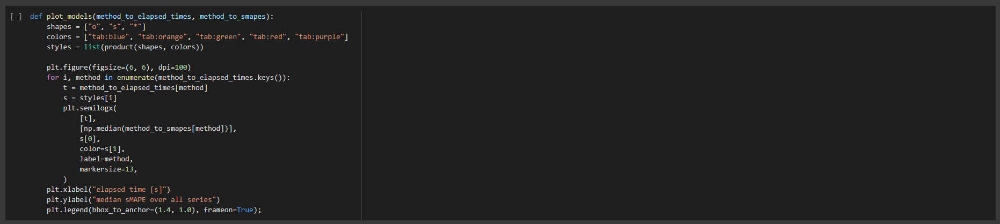 [ ] def plot_models(method_to_elapsed_times, method_to_smapes):
    shapes = ["o", "s", "*"]
    colors = ["tab:blue", "tab:orange", "tab:green", "tab:red", "tab:purple"]
    styles = list(product(shapes, colors))

    plt.figure(figsize=(6, 6), dpi=100)
    for i, method in enumerate(method_to_elapsed_times.keys()):
        t = method_to_elapsed_times[method]
        s = styles[i]
        plt.semilogx(
            [t],
            [np.median(method_to_smapes[method])],
            s[0],
            color=s[1],
            label=method,
            markersize=13,
        )
    plt.xlabel("elapsed time [s]")
    plt.ylabel("median sMAPE over all series")
    plt.legend(bbox_to_anchor=(1.4, 1.0), frameon=True);